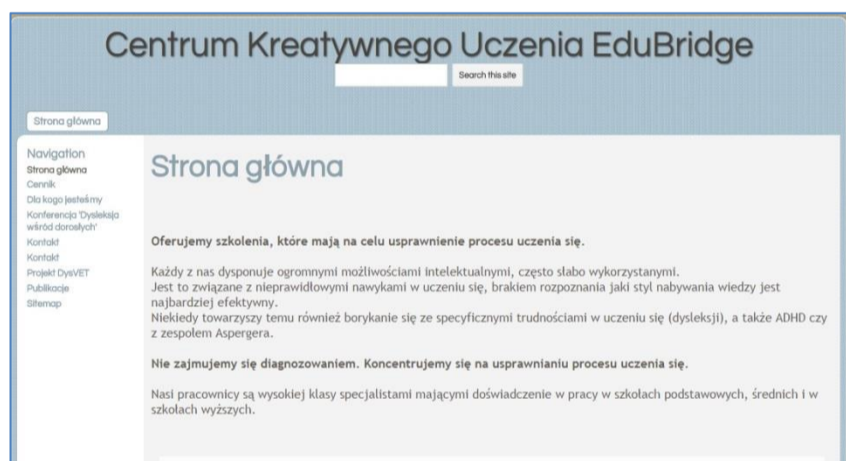 Centrum Kreatywnego Uczenia EduBridge
Search this site
Strona główna
Navigation
Strona główna
Cennik
Dla kogo jesteśmy
Konferencja 'Dysleksja
wśród dorosłych'
Kontakt
Kontakt
Projekt DysVET
Publikacje
Sitemap
Strona główna
Oferujemy szkolenia, które mają na celu usprawnienie procesu uczenia się.
Każdy z nas dysponuje ogromnymi możliwościami intelektualnymi, często słabo wykorzystanymi.
Jest to związane z nieprawidłowymi nawykami w uczeniu się, brakiem rozpoznania jaki styl nabywania wiedzy jest
najbardziej efektywny.
Niekiedy towarzyszy temu również borykanie się ze specyficznymi trudnościami w uczeniu się (dysleksji), a także ADHD czy
z zespołem Aspergera.
Nie zajmujemy się diagnozowaniem. Koncentrujemy się na usprawnianiu procesu uczenia się.
Nasi pracownicy są wysokiej klasy specjalistami mającymi doświadczenie w pracy w szkołach podstawowych, średnich i w
szkołach wyższych.